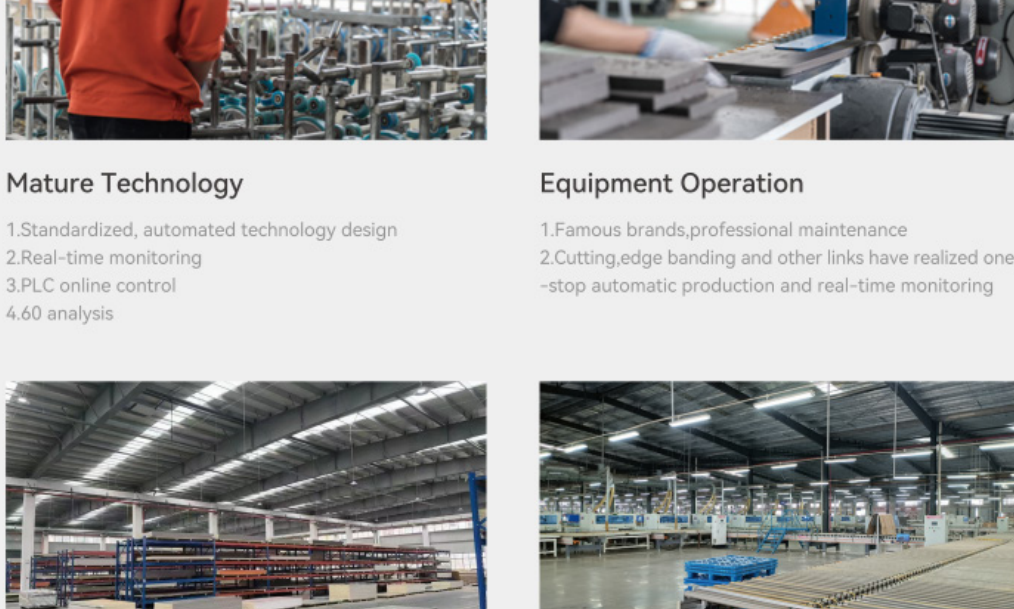 Mature Technology
1.Standardized, automated technology design
2.Real-time monitoring
3.PLC online control
4.60 analysis
Equipment Operation
1.Famous brands,professional maintenance
2.Cutting,edge banding and other links have realized one
-stop automatic production and real-time monitoring